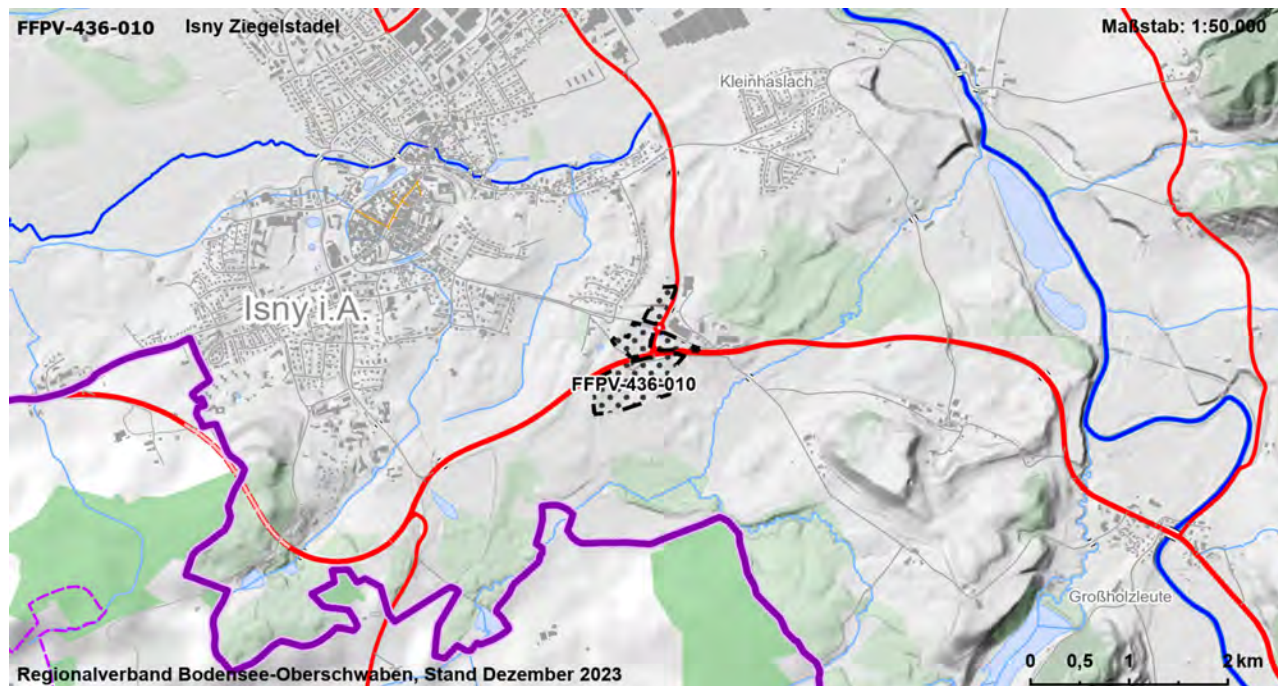 FFPV-436-010 Isny Ziegelstadel Maßstab: 1:50.000
Kleinhaslach
Isny i.A.
FFPV-436-010
Großholzleute
Regionalverband Bodensee-Oberschwaben, Stand Dezember 2023
0 0,5 1 2 km